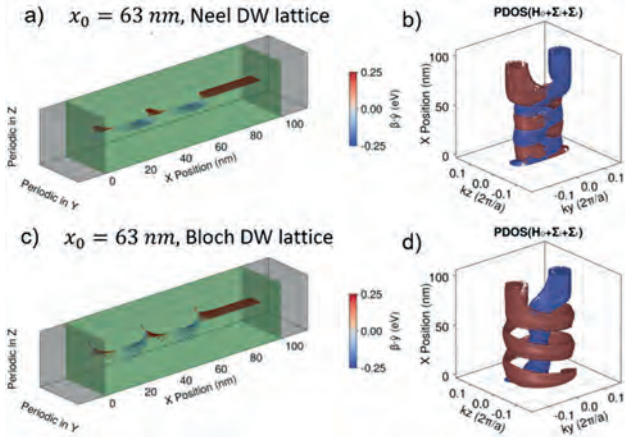 a) x₀ = 63 nm, Neel DW lattice
Periodic in Z
Periodic in Y
0
20
40
60
80
100
X Position (nm)
0.25
0.00
-0.25
β·ŷ (eV)
b)
PDOS(H₀+Σₗ+Σᵣ)
X Position (nm)
100
50
0
0.1
0.0
-0.1
kz (2π/a)
0.1
0.0
-0.1
ky (2π/a)
c) x₀ = 63 nm, Bloch DW lattice
Periodic in Z
Periodic in Y
0
20
40
60
80
100
X Position (nm)
0.25
0.00
-0.25
β·ŷ (eV)
d)
PDOS(H₀+Σₗ+Σᵣ)
X Position (nm)
100
50
0
0.1
0.0
-0.1
kz (2π/a)
0.1
0.0
-0.1
ky (2π/a)